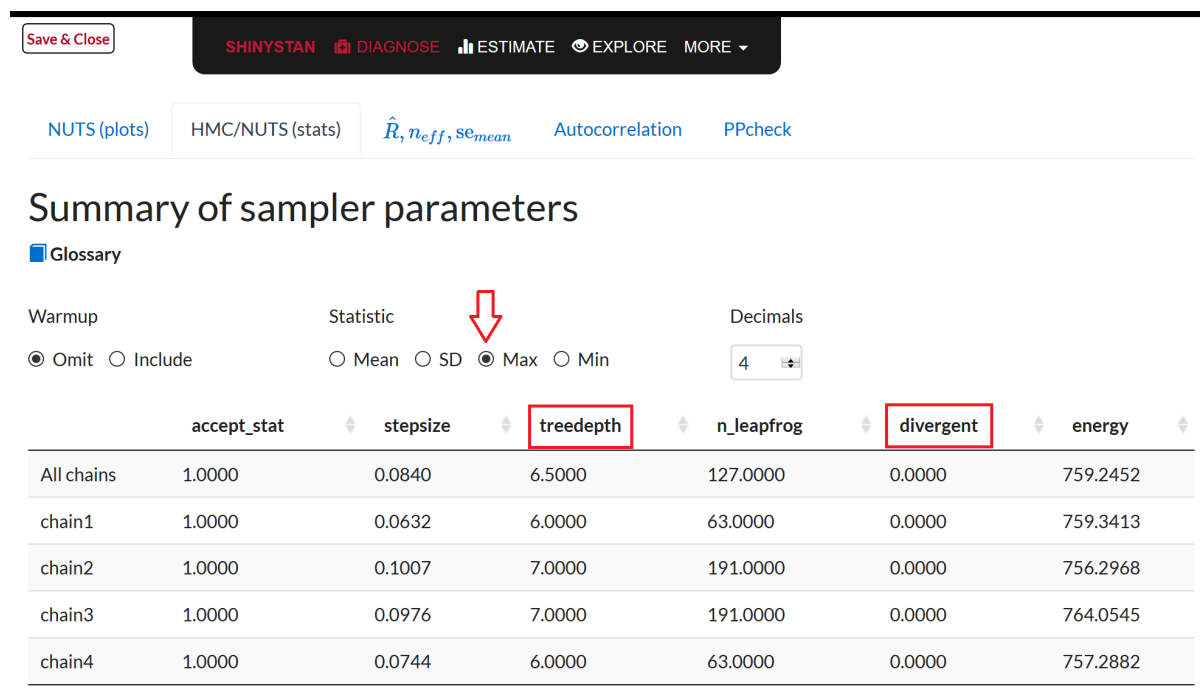 Save & Close
SHINYSTAN DIAGNOSE ESTIMATE EXPLORE MORE
NUTS (plots) HMC/NUTS (stats) R̂, n_eff, se_mean Autocorrelation PPcheck
Summary of sampler parameters
Glossary
Warmup Statistic Decimals
Omit Include Mean SD Max Min 4
accept_stat stepsize treedepth n_leapfrog divergent energy
All chains 1.0000 0.0840 6.5000 127.0000 0.0000 759.2452
chain1 1.0000 0.0632 6.0000 63.0000 0.0000 759.3413
chain2 1.0000 0.1007 7.0000 191.0000 0.0000 756.2968
chain3 1.0000 0.0976 7.0000 191.0000 0.0000 764.0545
chain4 1.0000 0.0744 6.0000 63.0000 0.0000 757.2882